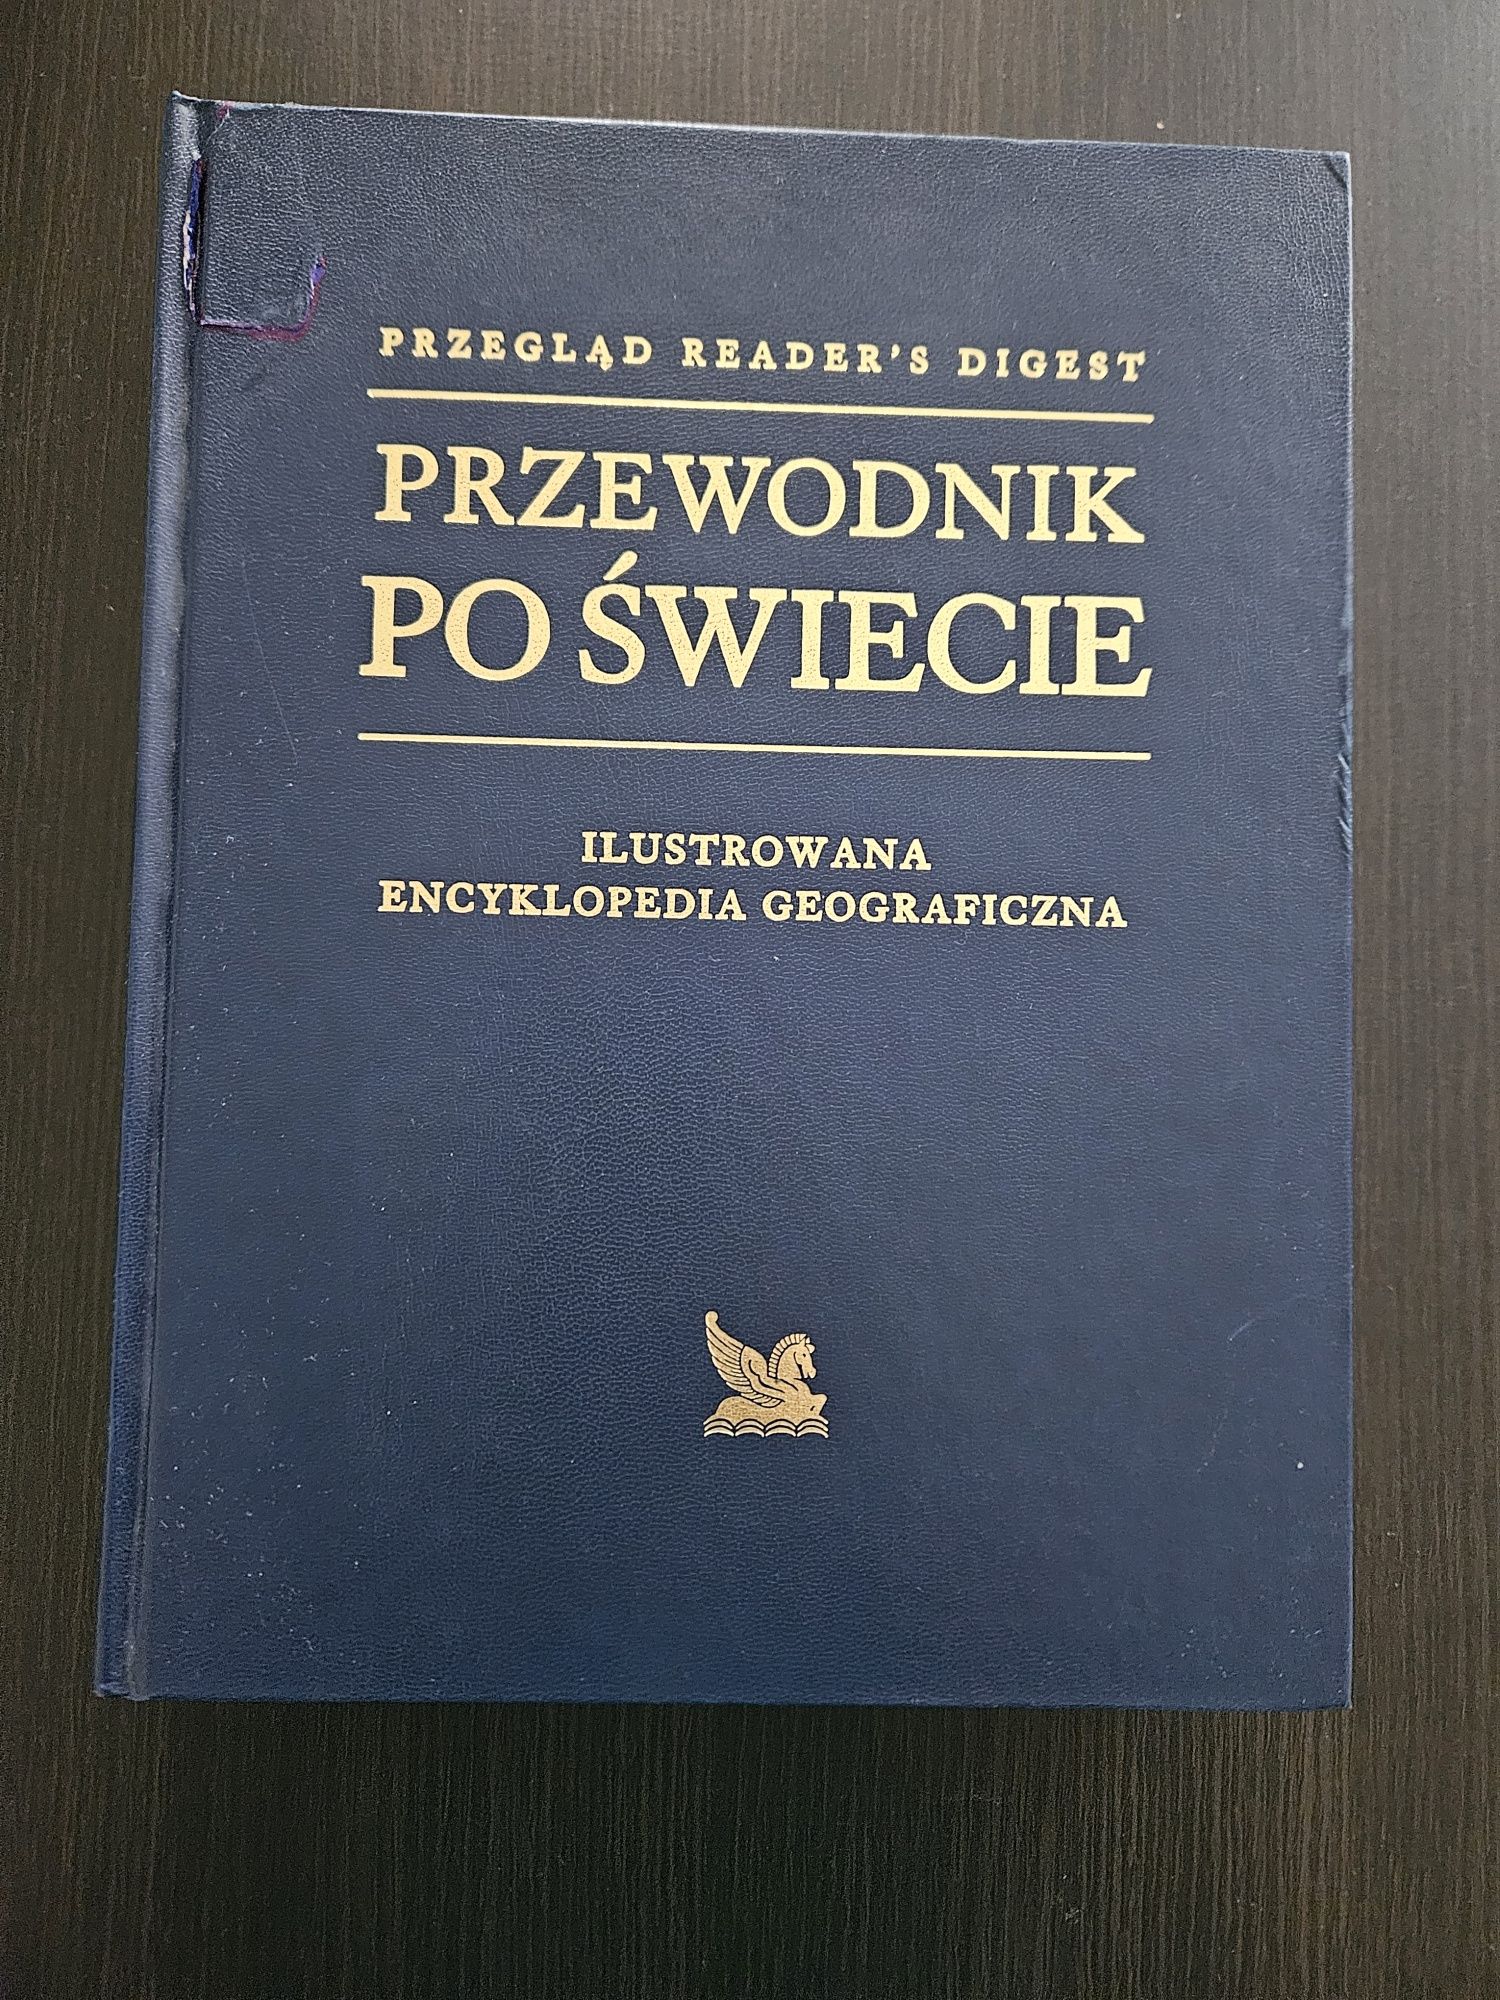 PRZEGLĄD READER'S DIGEST
PRZEWODNIK
PO ŚWIECIE
ILUSTROWANA
ENCYKLOPEDIA GEOGRAFICZNA